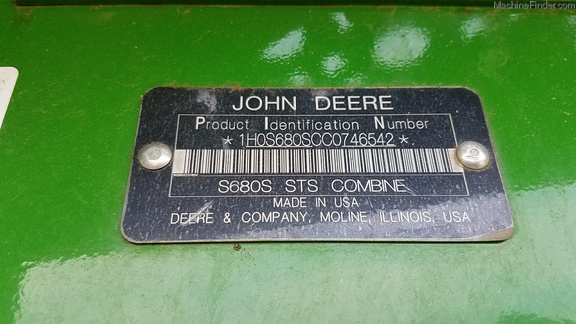 MachineFinder.com
JOHN DEERE
Product Identification Number
*1H0S680SCC0746542*
S680S STS COMBINE
MADE IN USA
DEERE & COMPANY, MOLINE, ILLINOIS, USA